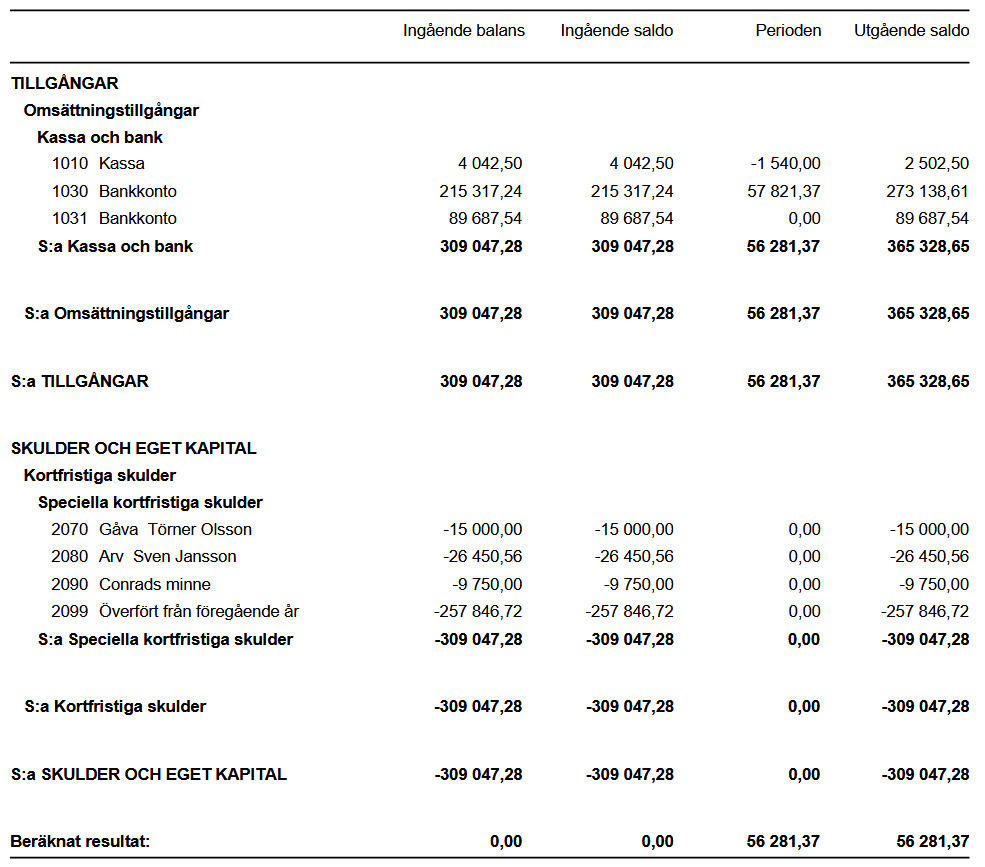 Ingående balans Ingående saldo Perioden Utgående saldo
TILLGÅNGAR
Omsättningstillgångar
Kassa och bank
1010 Kassa 4 042,50 4 042,50 -1 540,00 2 502,50
1030 Bankkonto 215 317,24 215 317,24 57 821,37 273 138,61
1031 Bankkonto 89 687,54 89 687,54 0,00 89 687,54
S:a Kassa och bank 309 047,28 309 047,28 56 281,37 365 328,65
S:a Omsättningstillgångar 309 047,28 309 047,28 56 281,37 365 328,65
S:a TILLGÅNGAR 309 047,28 309 047,28 56 281,37 365 328,65
SKULDER OCH EGET KAPITAL
Kortfristiga skulder
Speciella kortfristiga skulder
2070 Gåva Törner Olsson -15 000,00 -15 000,00 0,00 -15 000,00
2080 Arv Sven Jansson -26 450,56 -26 450,56 0,00 -26 450,56
2090 Conrads minne -9 750,00 -9 750,00 0,00 -9 750,00
2099 Överfört från föregående år -257 846,72 -257 846,72 0,00 -257 846,72
S:a Speciella kortfristiga skulder -309 047,28 -309 047,28 0,00 -309 047,28
S:a Kortfristiga skulder -309 047,28 -309 047,28 0,00 -309 047,28
S:a SKULDER OCH EGET KAPITAL -309 047,28 -309 047,28 0,00 -309 047,28
Beräknat resultat: 0,00 0,00 56 281,37 56 281,37